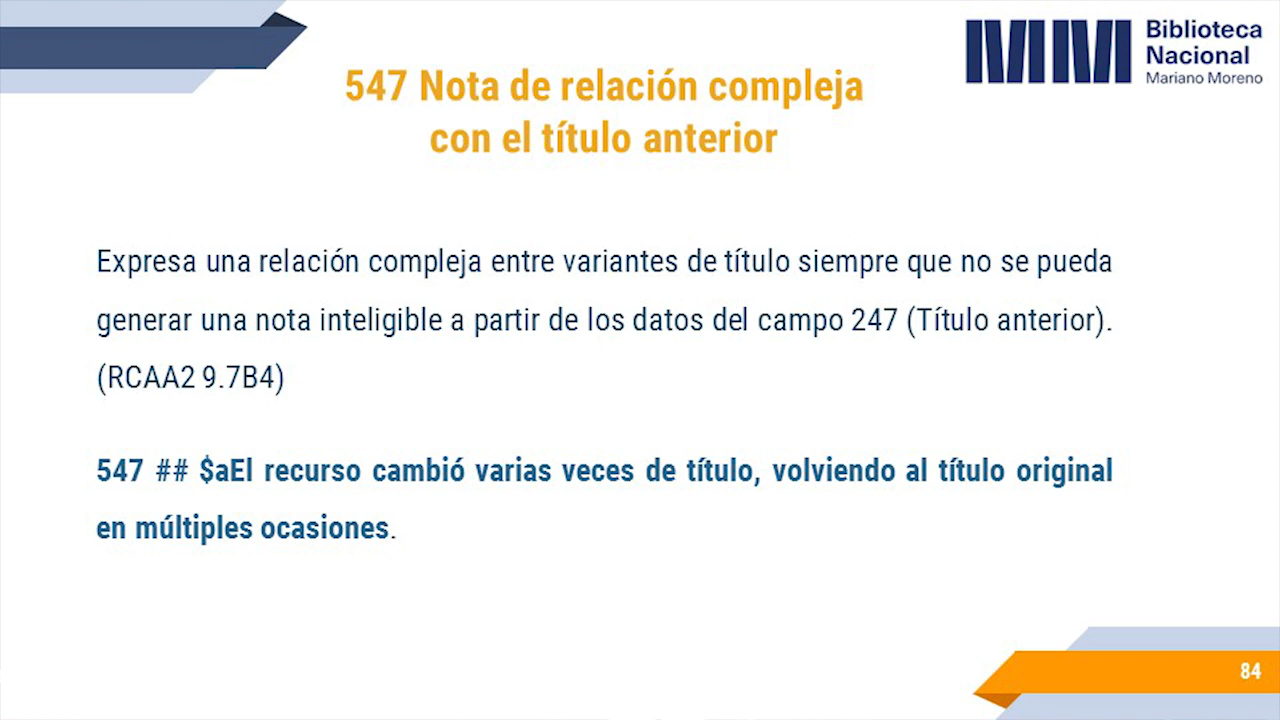 Biblioteca
Nacional
Mariano Moreno
547 Nota de relación compleja
con el título anterior
Expresa una relación compleja entre variantes de título siempre que no se pueda
generar una nota inteligible a partir de los datos del campo 247 (Título anterior).
(RCAA2 9.7B4)
547 ## $aEl recurso cambió varias veces de título, volviendo al título original
en múltiples ocasiones.
84